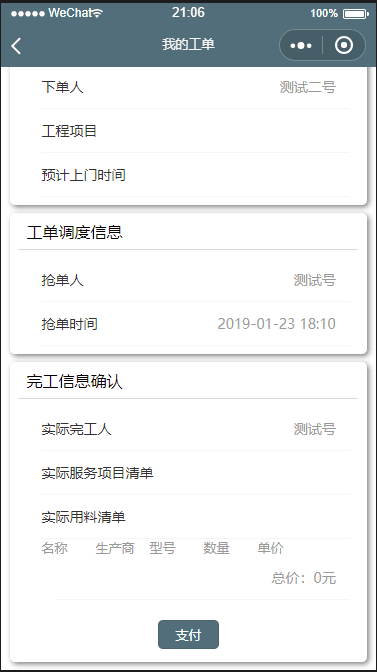 WeChat 21:06 100%
我的工单
下单人 测试二号
工程项目
预计上门时间
工单调度信息
抢单人 测试号
抢单时间 2019-01-23 18:10
完工信息确认
实际完工人 测试号
实际服务项目清单
实际用料清单
名称 生产商 型号 数量 单价
总价：0元
支付